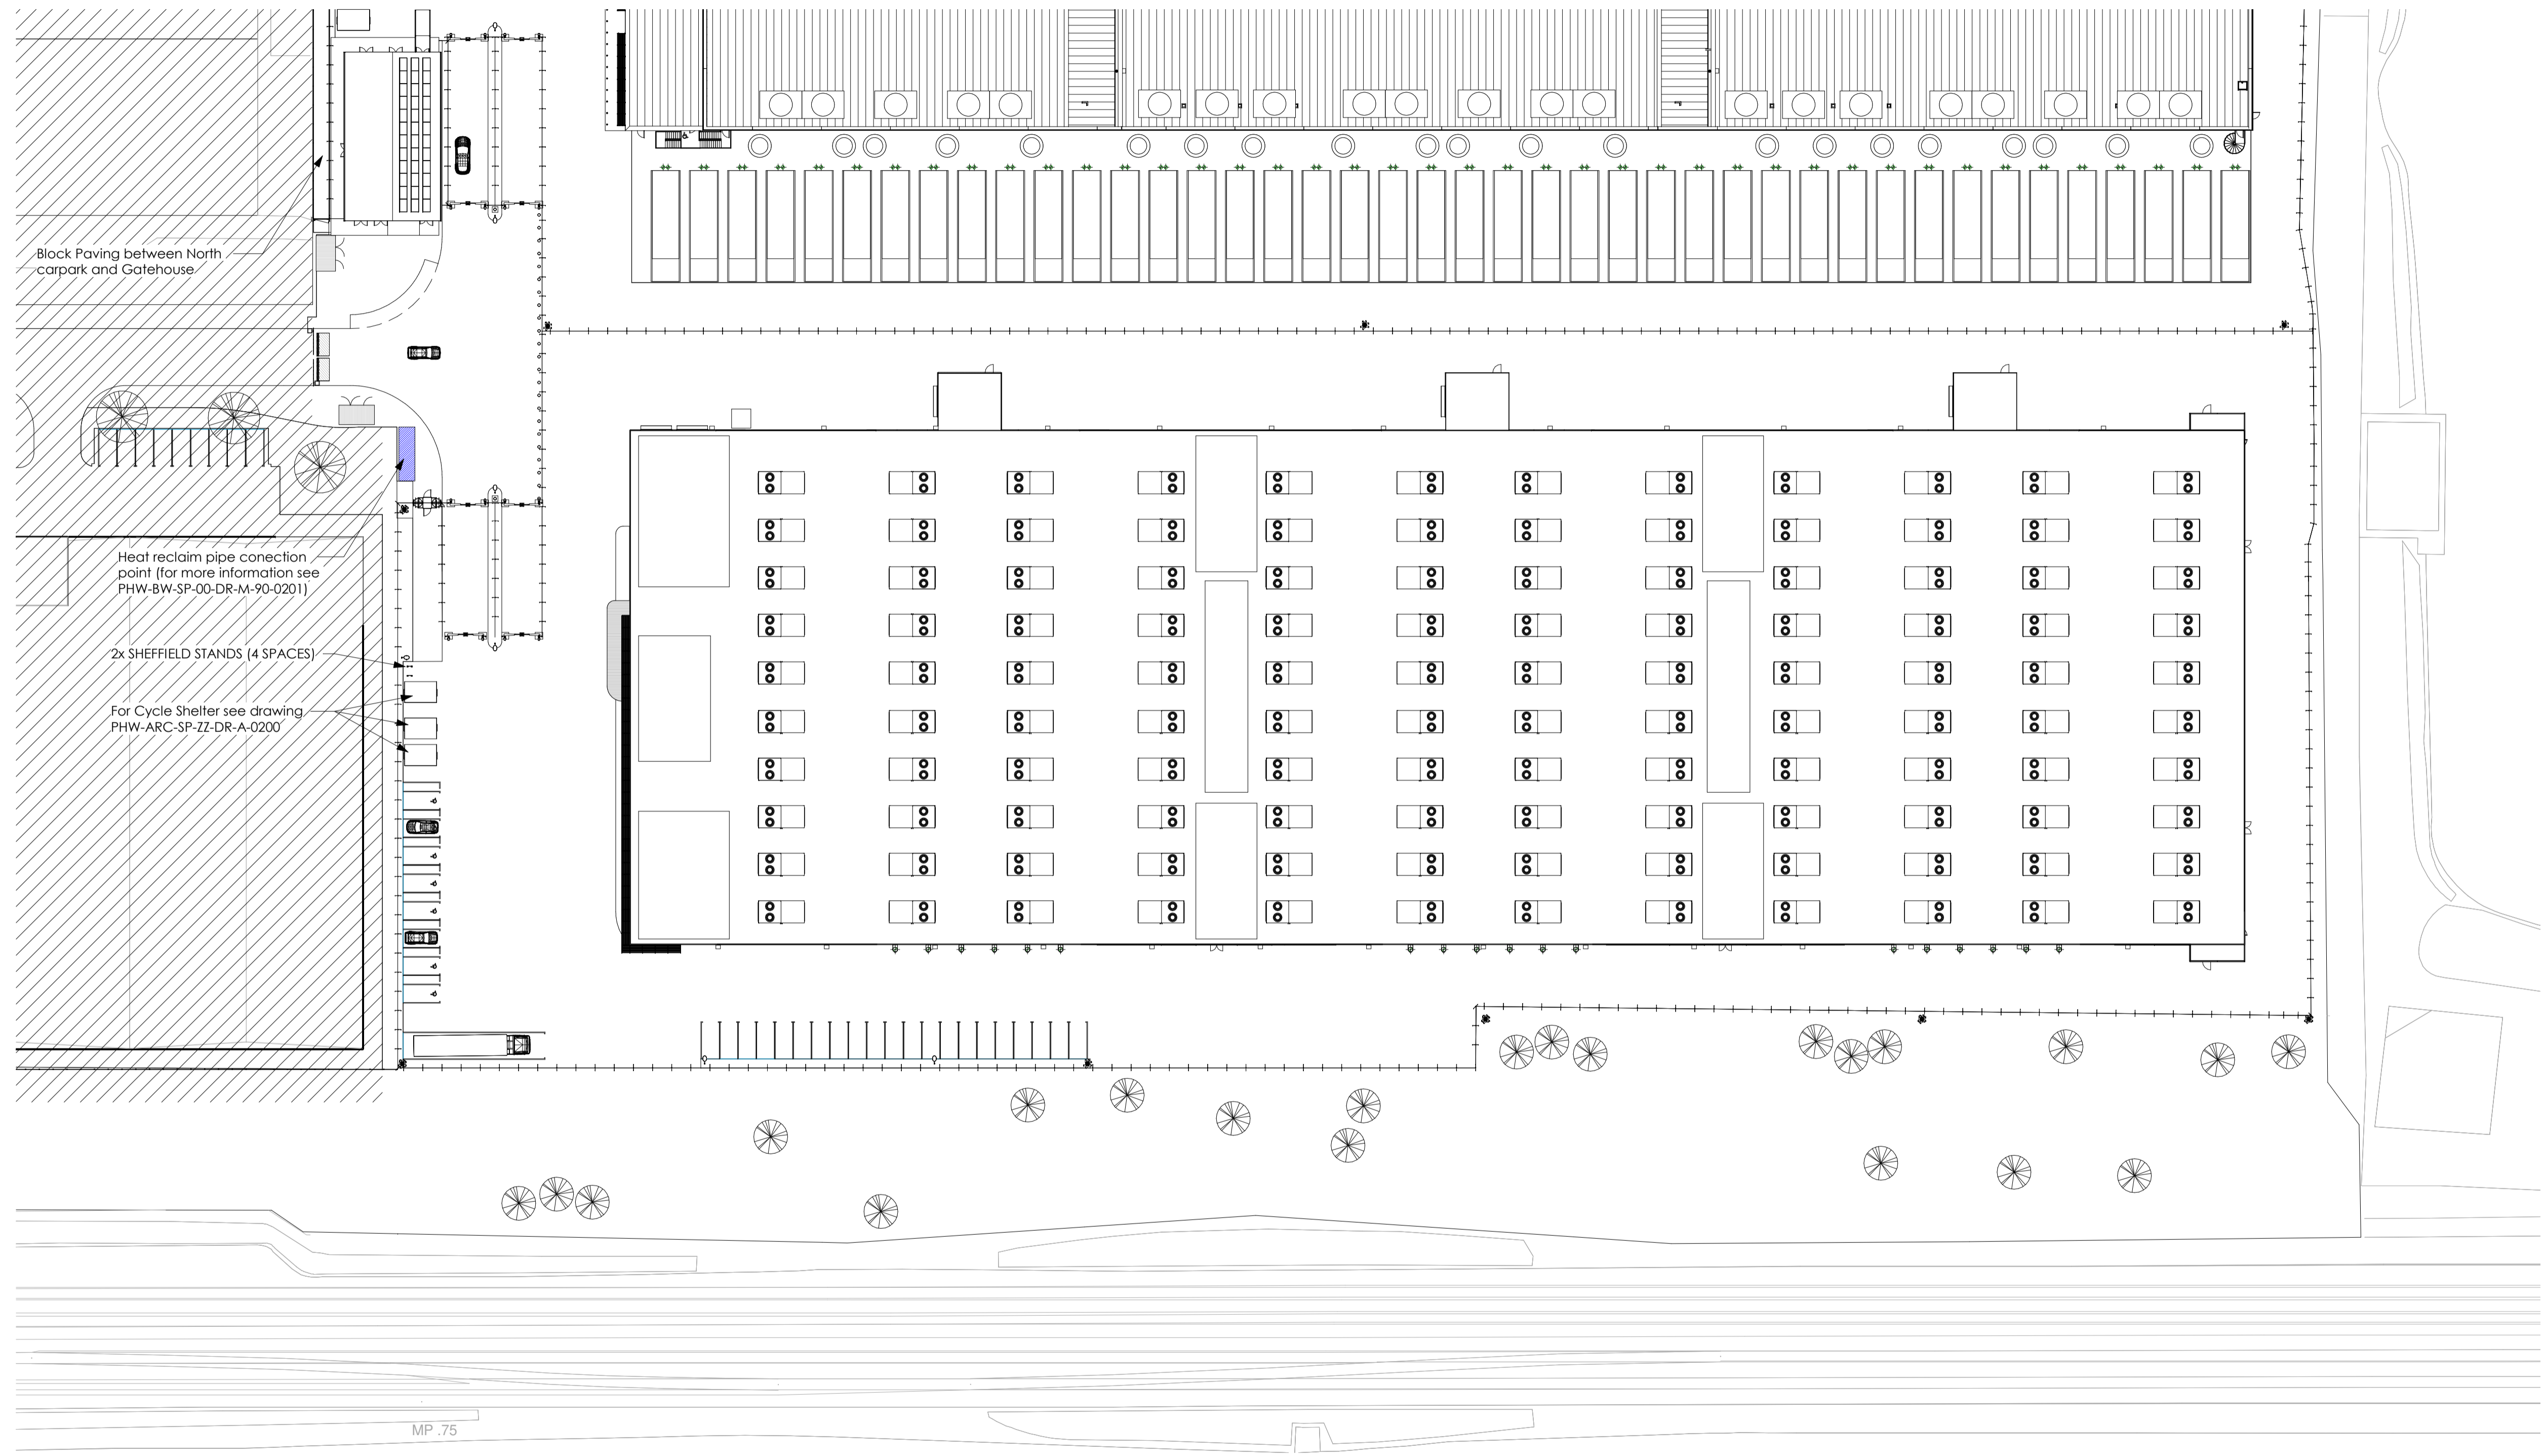 Block Paving between North
carpark and Gatehouse
Heat reclaim pipe conection
point (for more information see
PHW-BW-SP-00-DR-M-90-0201)
2x SHEFFIELD STANDS (4 SPACES)
For Cycle Shelter see drawing
PHW-ARC-SP-ZZ-DR-A-0200
MP .75